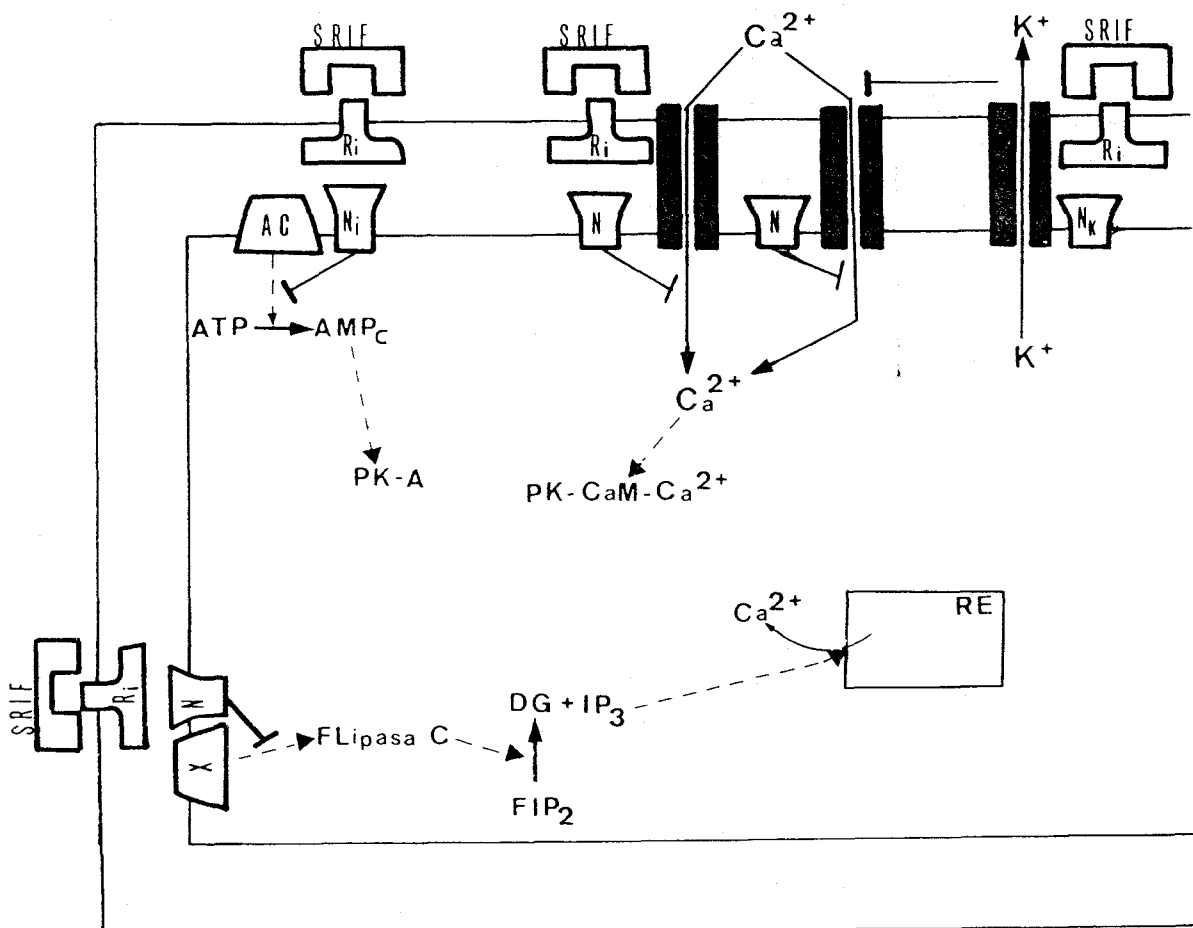 SRIF
SRIF
Ca²⁺
K⁺
SRIF
Ri
Ri
Ri
AC
Ni
N
N
NK
ATP
AMPC
K⁺
Ca²⁺
PK-A
PK-CaM-Ca²⁺
Ca²⁺
RE
SRIF
Ri
N
DG + IP₃
X
FLipasa C
FIP₂